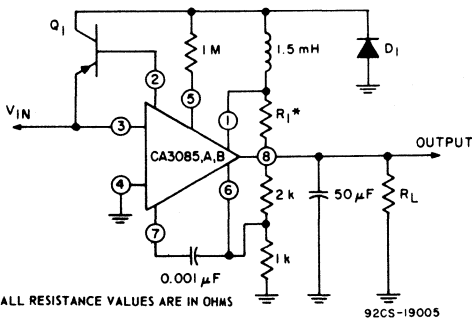 Q1
1 M
1.5 mH
D1
2
5
1
R1*
VIN
3
CA3085,A,B
8
OUTPUT
4
6
2 k
50 µF
RL
7
0.001 µF
1 k
ALL RESISTANCE VALUES ARE IN OHMS
92CS-19005